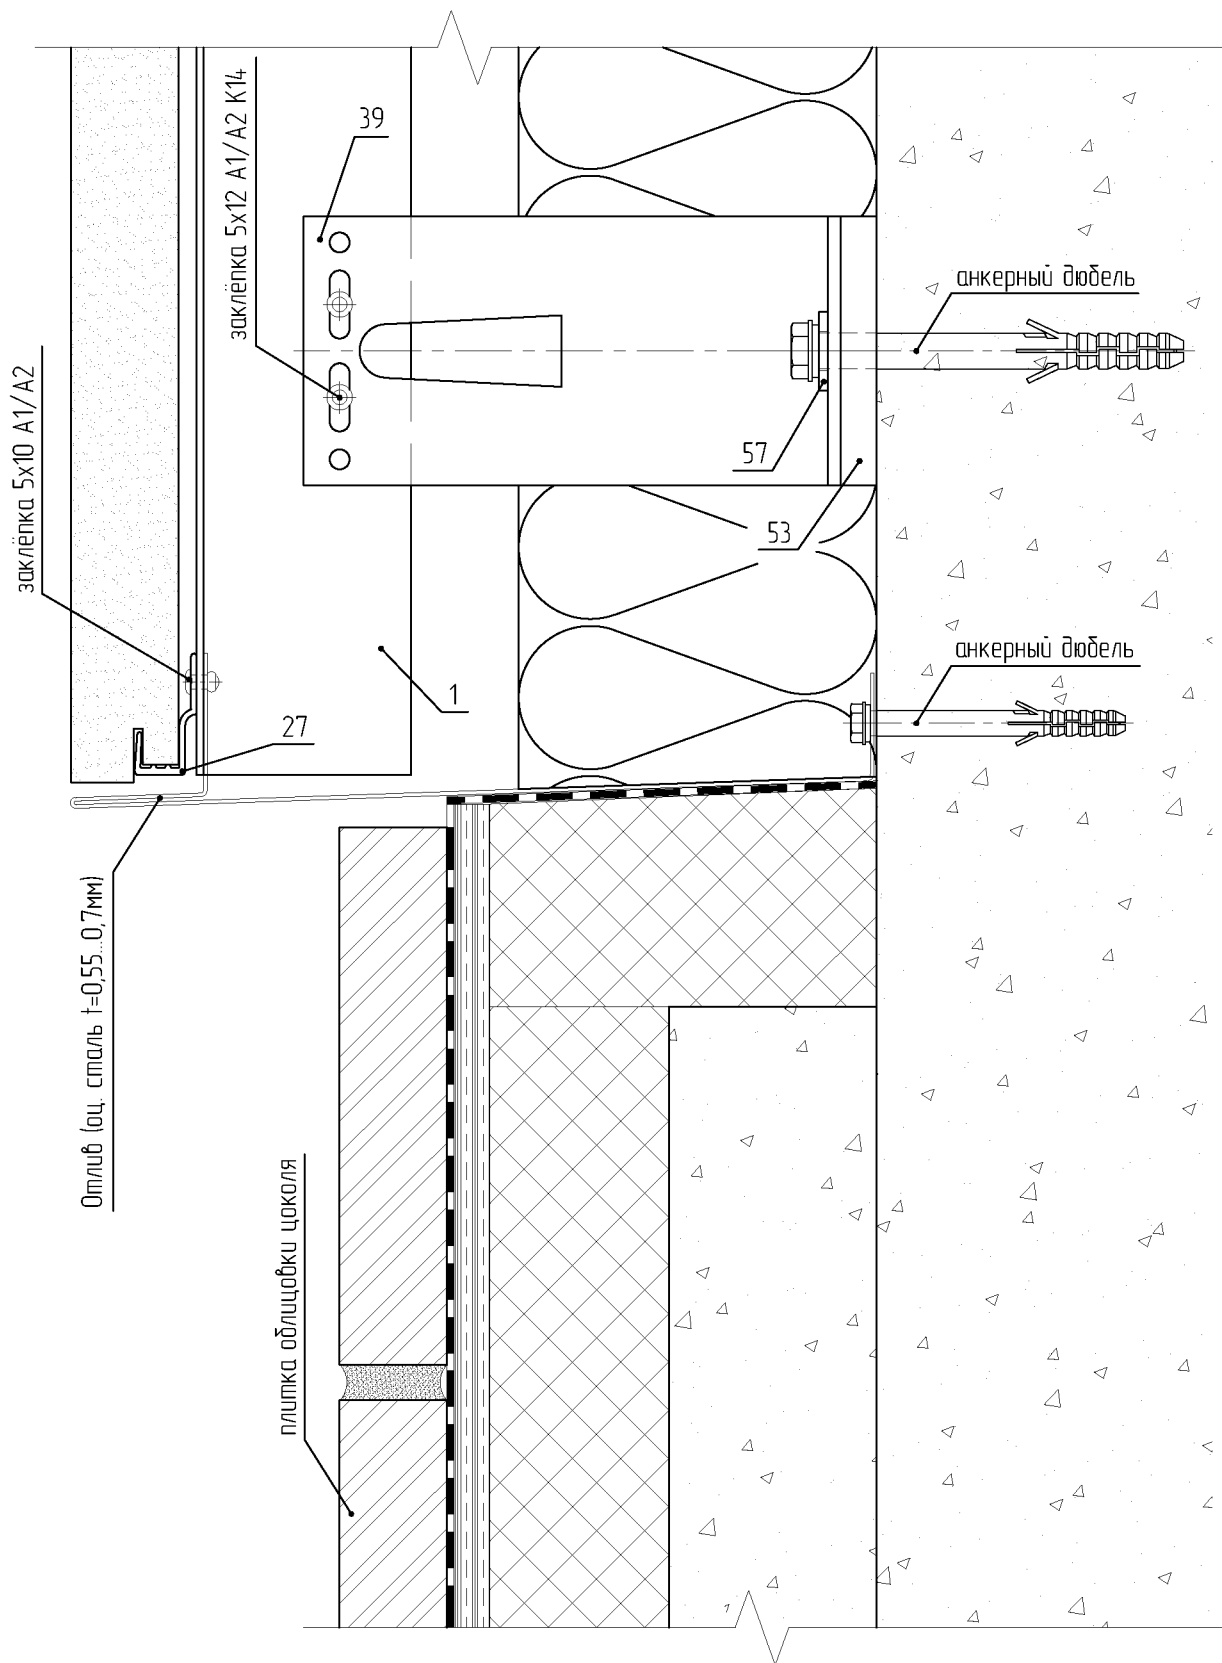 39
заклёпка 5х12 А1/А2 К14
анкерный дюбель
заклёпка 5х10 А1/А2
57
53
анкерный дюбель
1
27
Отлив (оц. сталь t=0,55...0,7мм)
плитка облицовки цоколя